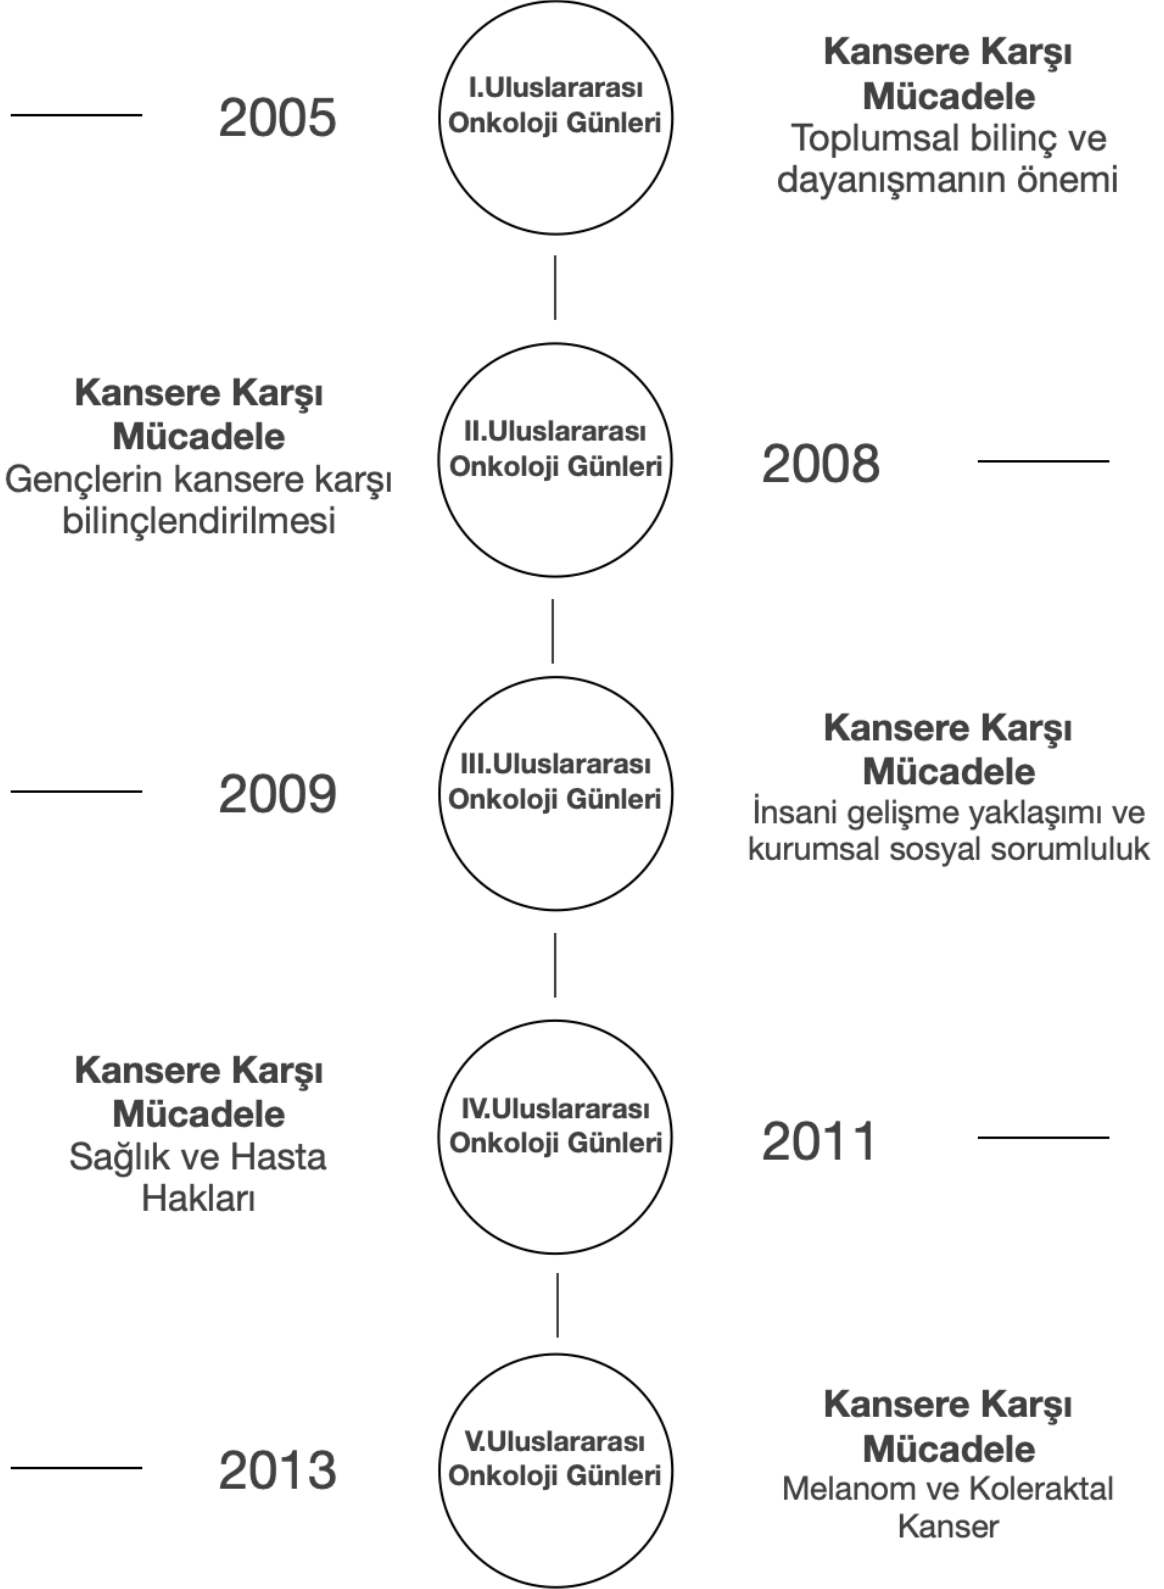 2005
I.Uluslararası
Onkoloji Günleri
Kansere Karşı
Mücadele
Toplumsal bilinç ve
dayanışmanın önemi
Kansere Karşı
Mücadele
Gençlerin kansere karşı
bilinçlendirilmesi
II.Uluslararası
Onkoloji Günleri
2008
2009
III.Uluslararası
Onkoloji Günleri
Kansere Karşı
Mücadele
İnsani gelişme yaklaşımı ve
kurumsal sosyal sorumluluk
Kansere Karşı
Mücadele
Sağlık ve Hasta
Hakları
IV.Uluslararası
Onkoloji Günleri
2011
2013
V.Uluslararası
Onkoloji Günleri
Kansere Karşı
Mücadele
Melanom ve Koleraktal
Kanser